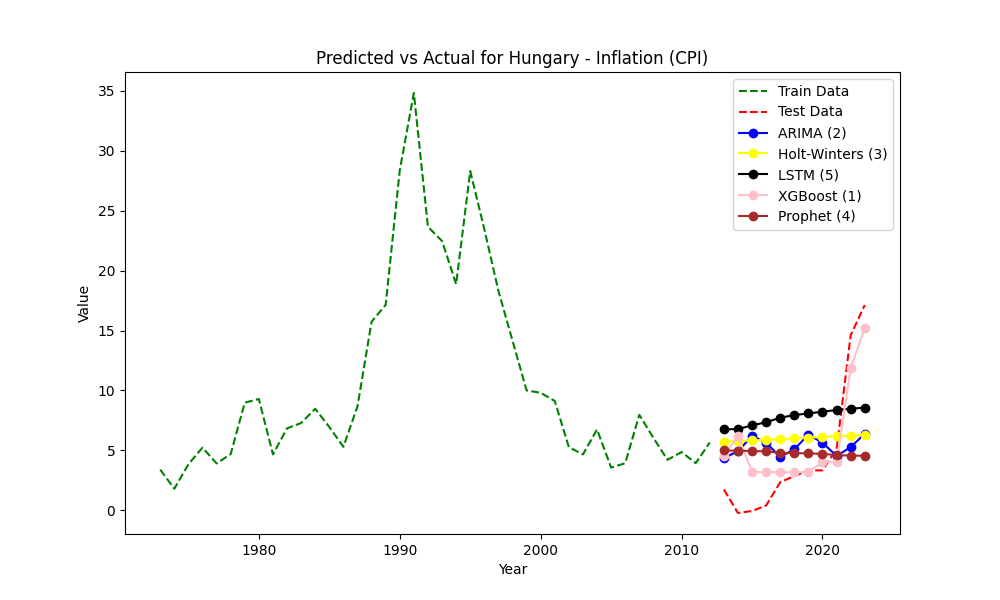 Predicted vs Actual for Hungary - Inflation (CPI)
Train Data
Test Data
ARIMA (2)
Holt-Winters (3)
LSTM (5)
XGBoost (1)
Prophet (4)
Value
35
30
25
20
15
10
5
0
1980
1990
2000
2010
2020
Year